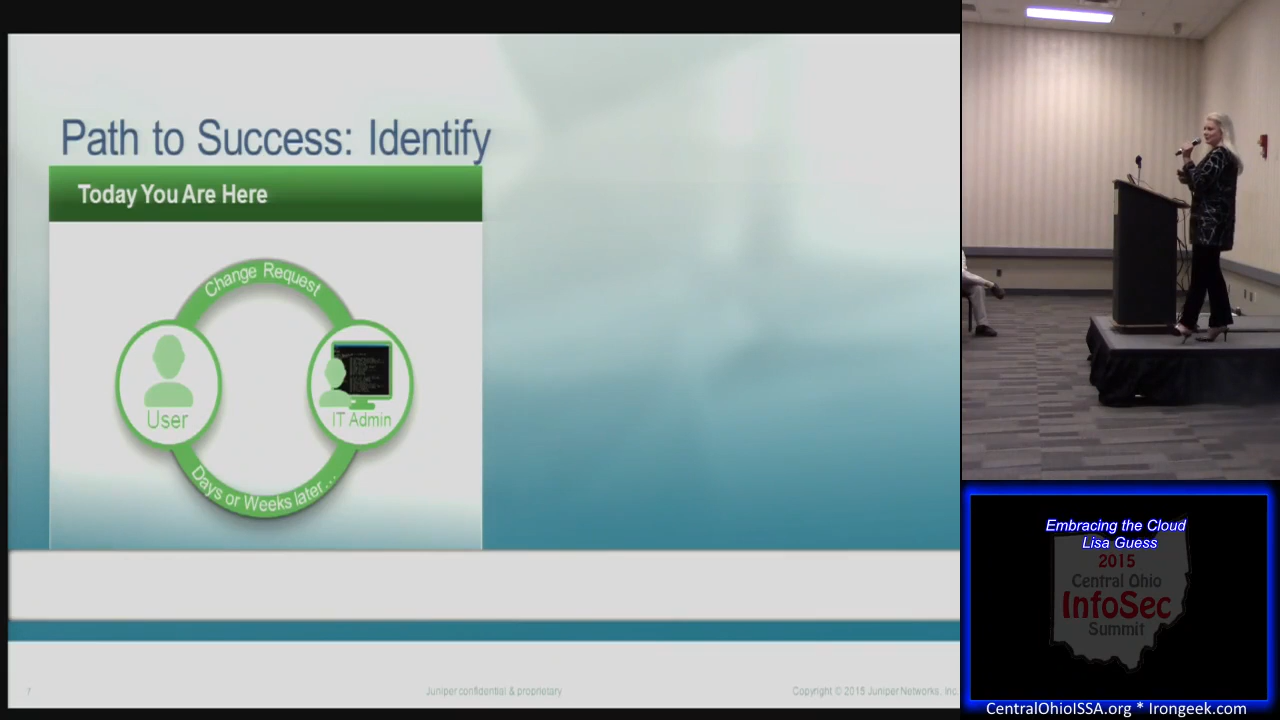 Path to Success: Identify
Today You Are Here
Change Request
User
IT Admin
Days or Weeks later…
7
Juniper confidential & proprietary
Copyright © 2015 Juniper Networks, Inc.
Embracing the Cloud
Lisa Guess
2015
Central Ohio
InfoSec
Summit
CentralOhioISSA.org * Irongeek.com